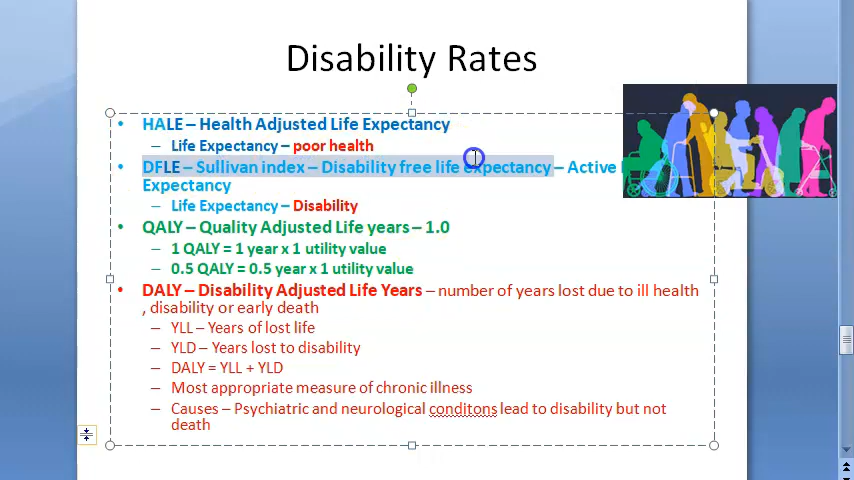 Disability Rates
• HALE – Health Adjusted Life Expectancy
– Life Expectancy – poor health
• DFLE – Sullivan index – Disability free life expectancy – Active
Expectancy
– Life Expectancy – Disability
• QALY – Quality Adjusted Life years – 1.0
– 1 QALY = 1 year x 1 utility value
– 0.5 QALY = 0.5 year x 1 utility value
• DALY – Disability Adjusted Life Years – number of years lost due to ill health
, disability or early death
– YLL – Years of lost life
– YLD – Years lost to disability
– DALY = YLL + YLD
– Most appropriate measure of chronic illness
– Causes – Psychiatric and neurological conditons lead to disability but not
death